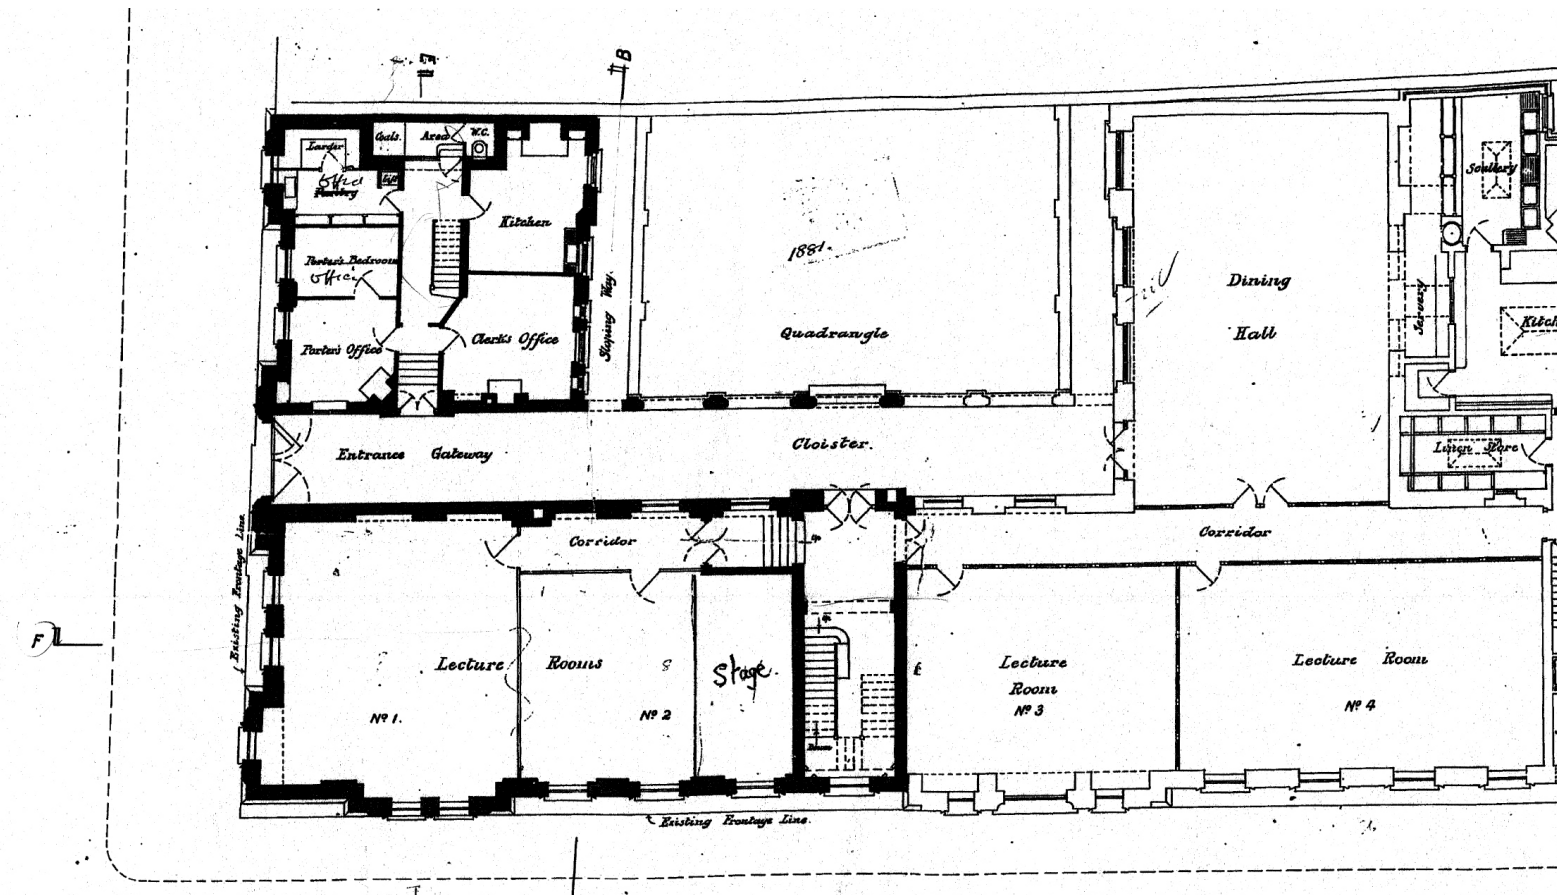 E
B
Coals.
Area
W.C.
Larder
Lift
Office
Pantry
Kitchen
Porter's Bedroom
Office
Porter's Office
Clerk's Office
Sloping Way.
1881.
Quadrangle
Dining
Hall
Servery
Scullery
Kitch
Linen Store
Entrance Gateway
Cloister.
Corridor
Corridor
Existing Frontage Line
F
Lecture Rooms
No 1.
No 2
Stage.
Down
Lecture
Room
No 3
Lecture Room
No 4
Existing Frontage Line.